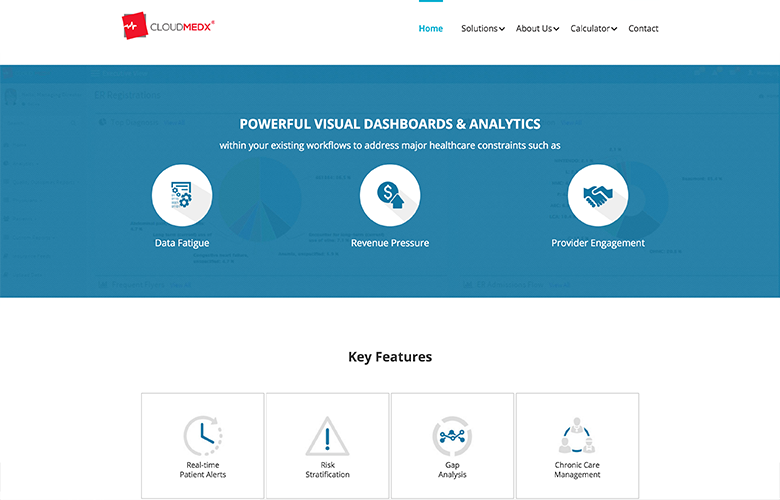 CLOUDMEDX®
Home Solutions About Us Calculator Contact
ER Registrations
POWERFUL VISUAL DASHBOARDS & ANALYTICS
within your existing workflows to address major healthcare constraints such as
Data Fatigue Revenue Pressure Provider Engagement
Key Features
Real-time
Patient Alerts
Risk
Stratification
Gap
Analysis
Chronic Care
Management